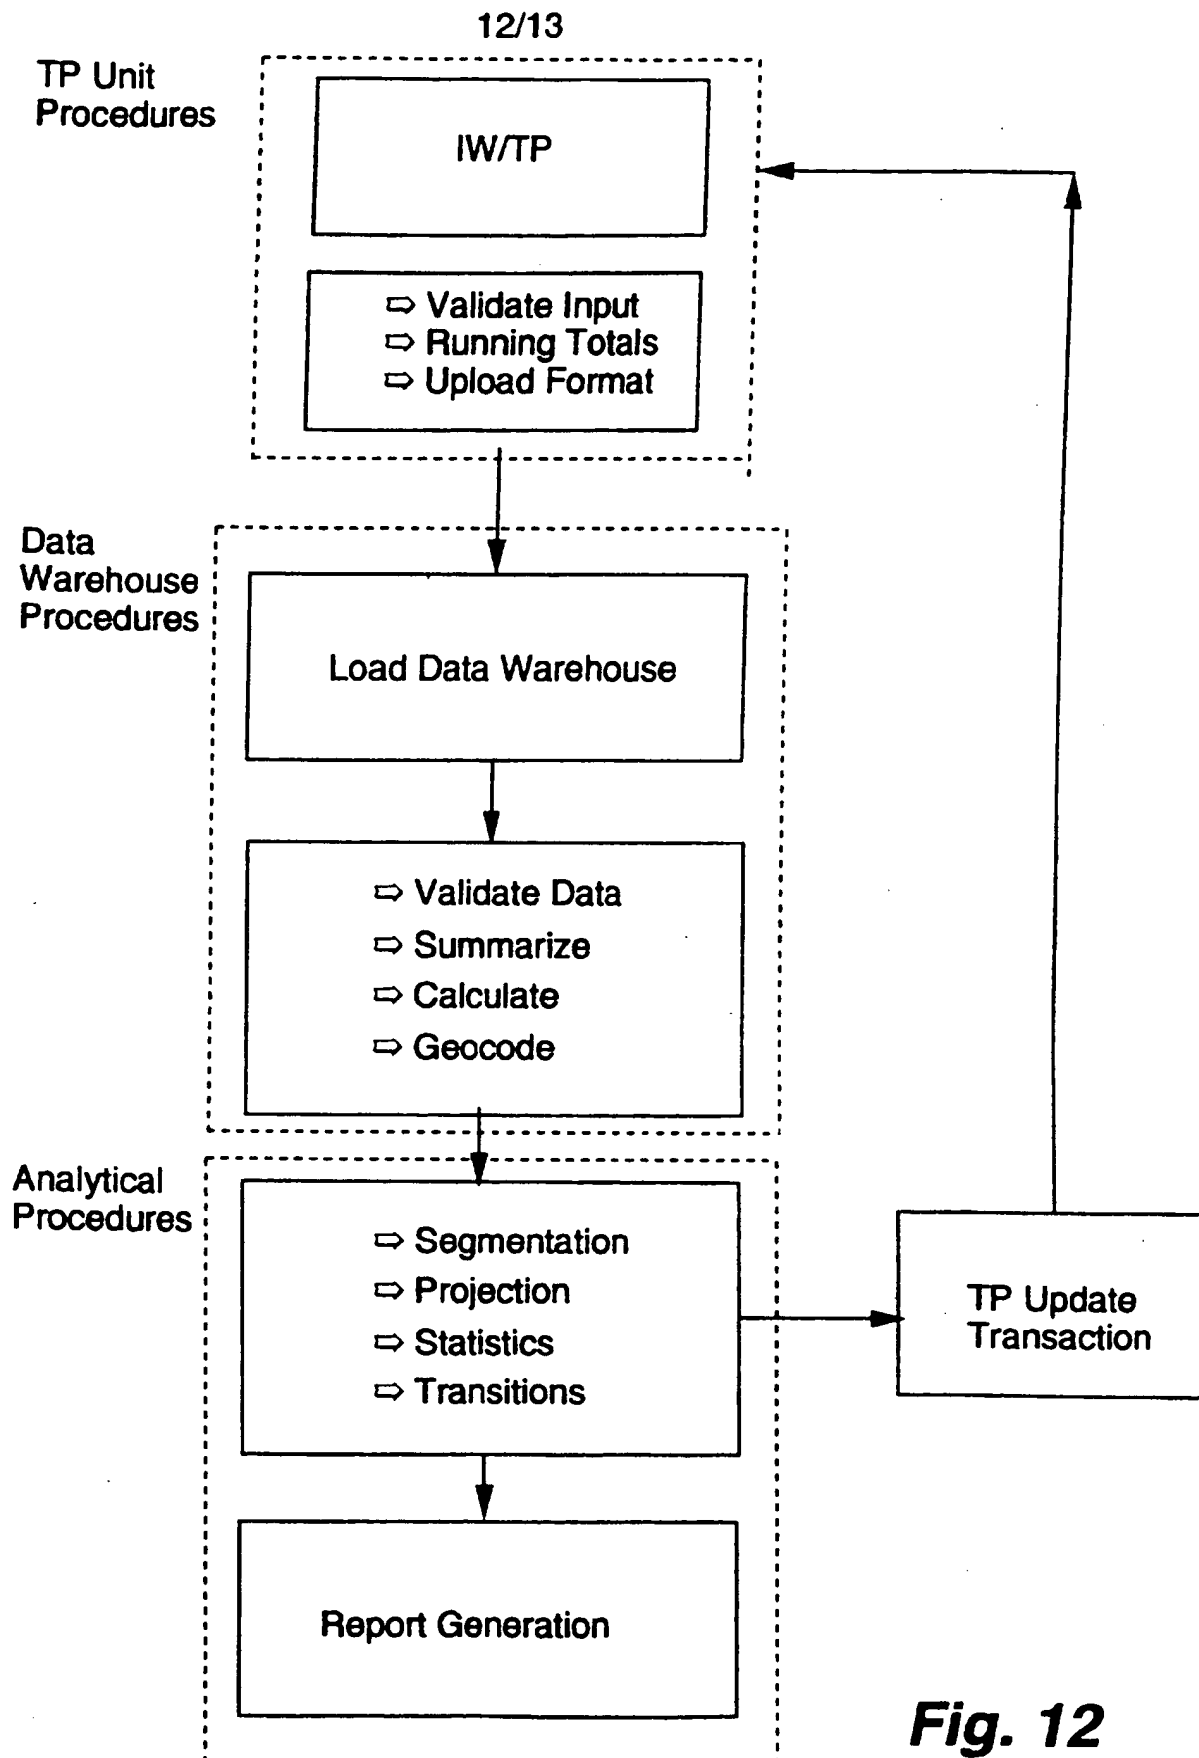 12/13
TP Unit
Procedures
IW/TP
⇨ Validate Input
⇨ Running Totals
⇨ Upload Format
Data
Warehouse
Procedures
Load Data Warehouse
⇨ Validate Data
⇨ Summarize
⇨ Calculate
⇨ Geocode
Analytical
Procedures
⇨ Segmentation
⇨ Projection
⇨ Statistics
⇨ Transitions
TP Update
Transaction
Report Generation
Fig. 12